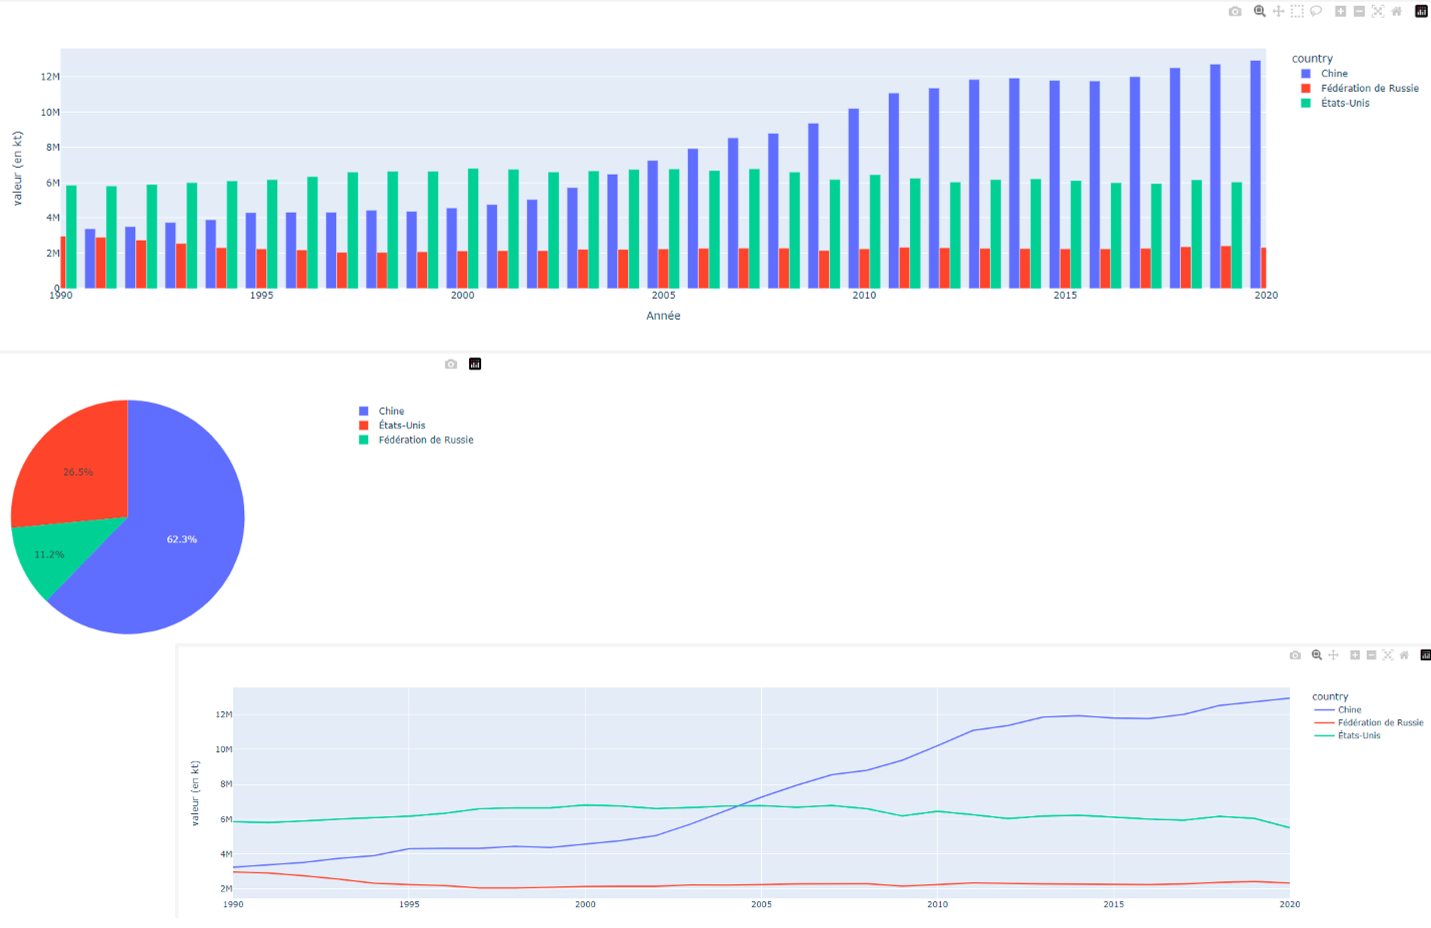 country
Chine
Fédération de Russie
États-Unis
12M
10M
8M
6M
4M
2M
0
valeur (en kt)
1990 1995 2000 2005 2010 2015 2020
Année
Chine
États-Unis
Fédération de Russie
26.5%
62.3%
11.2%
country
Chine
Fédération de Russie
États-Unis
12M
10M
8M
6M
4M
2M
valeur (en kt)
1990 1995 2000 2005 2010 2015 2020